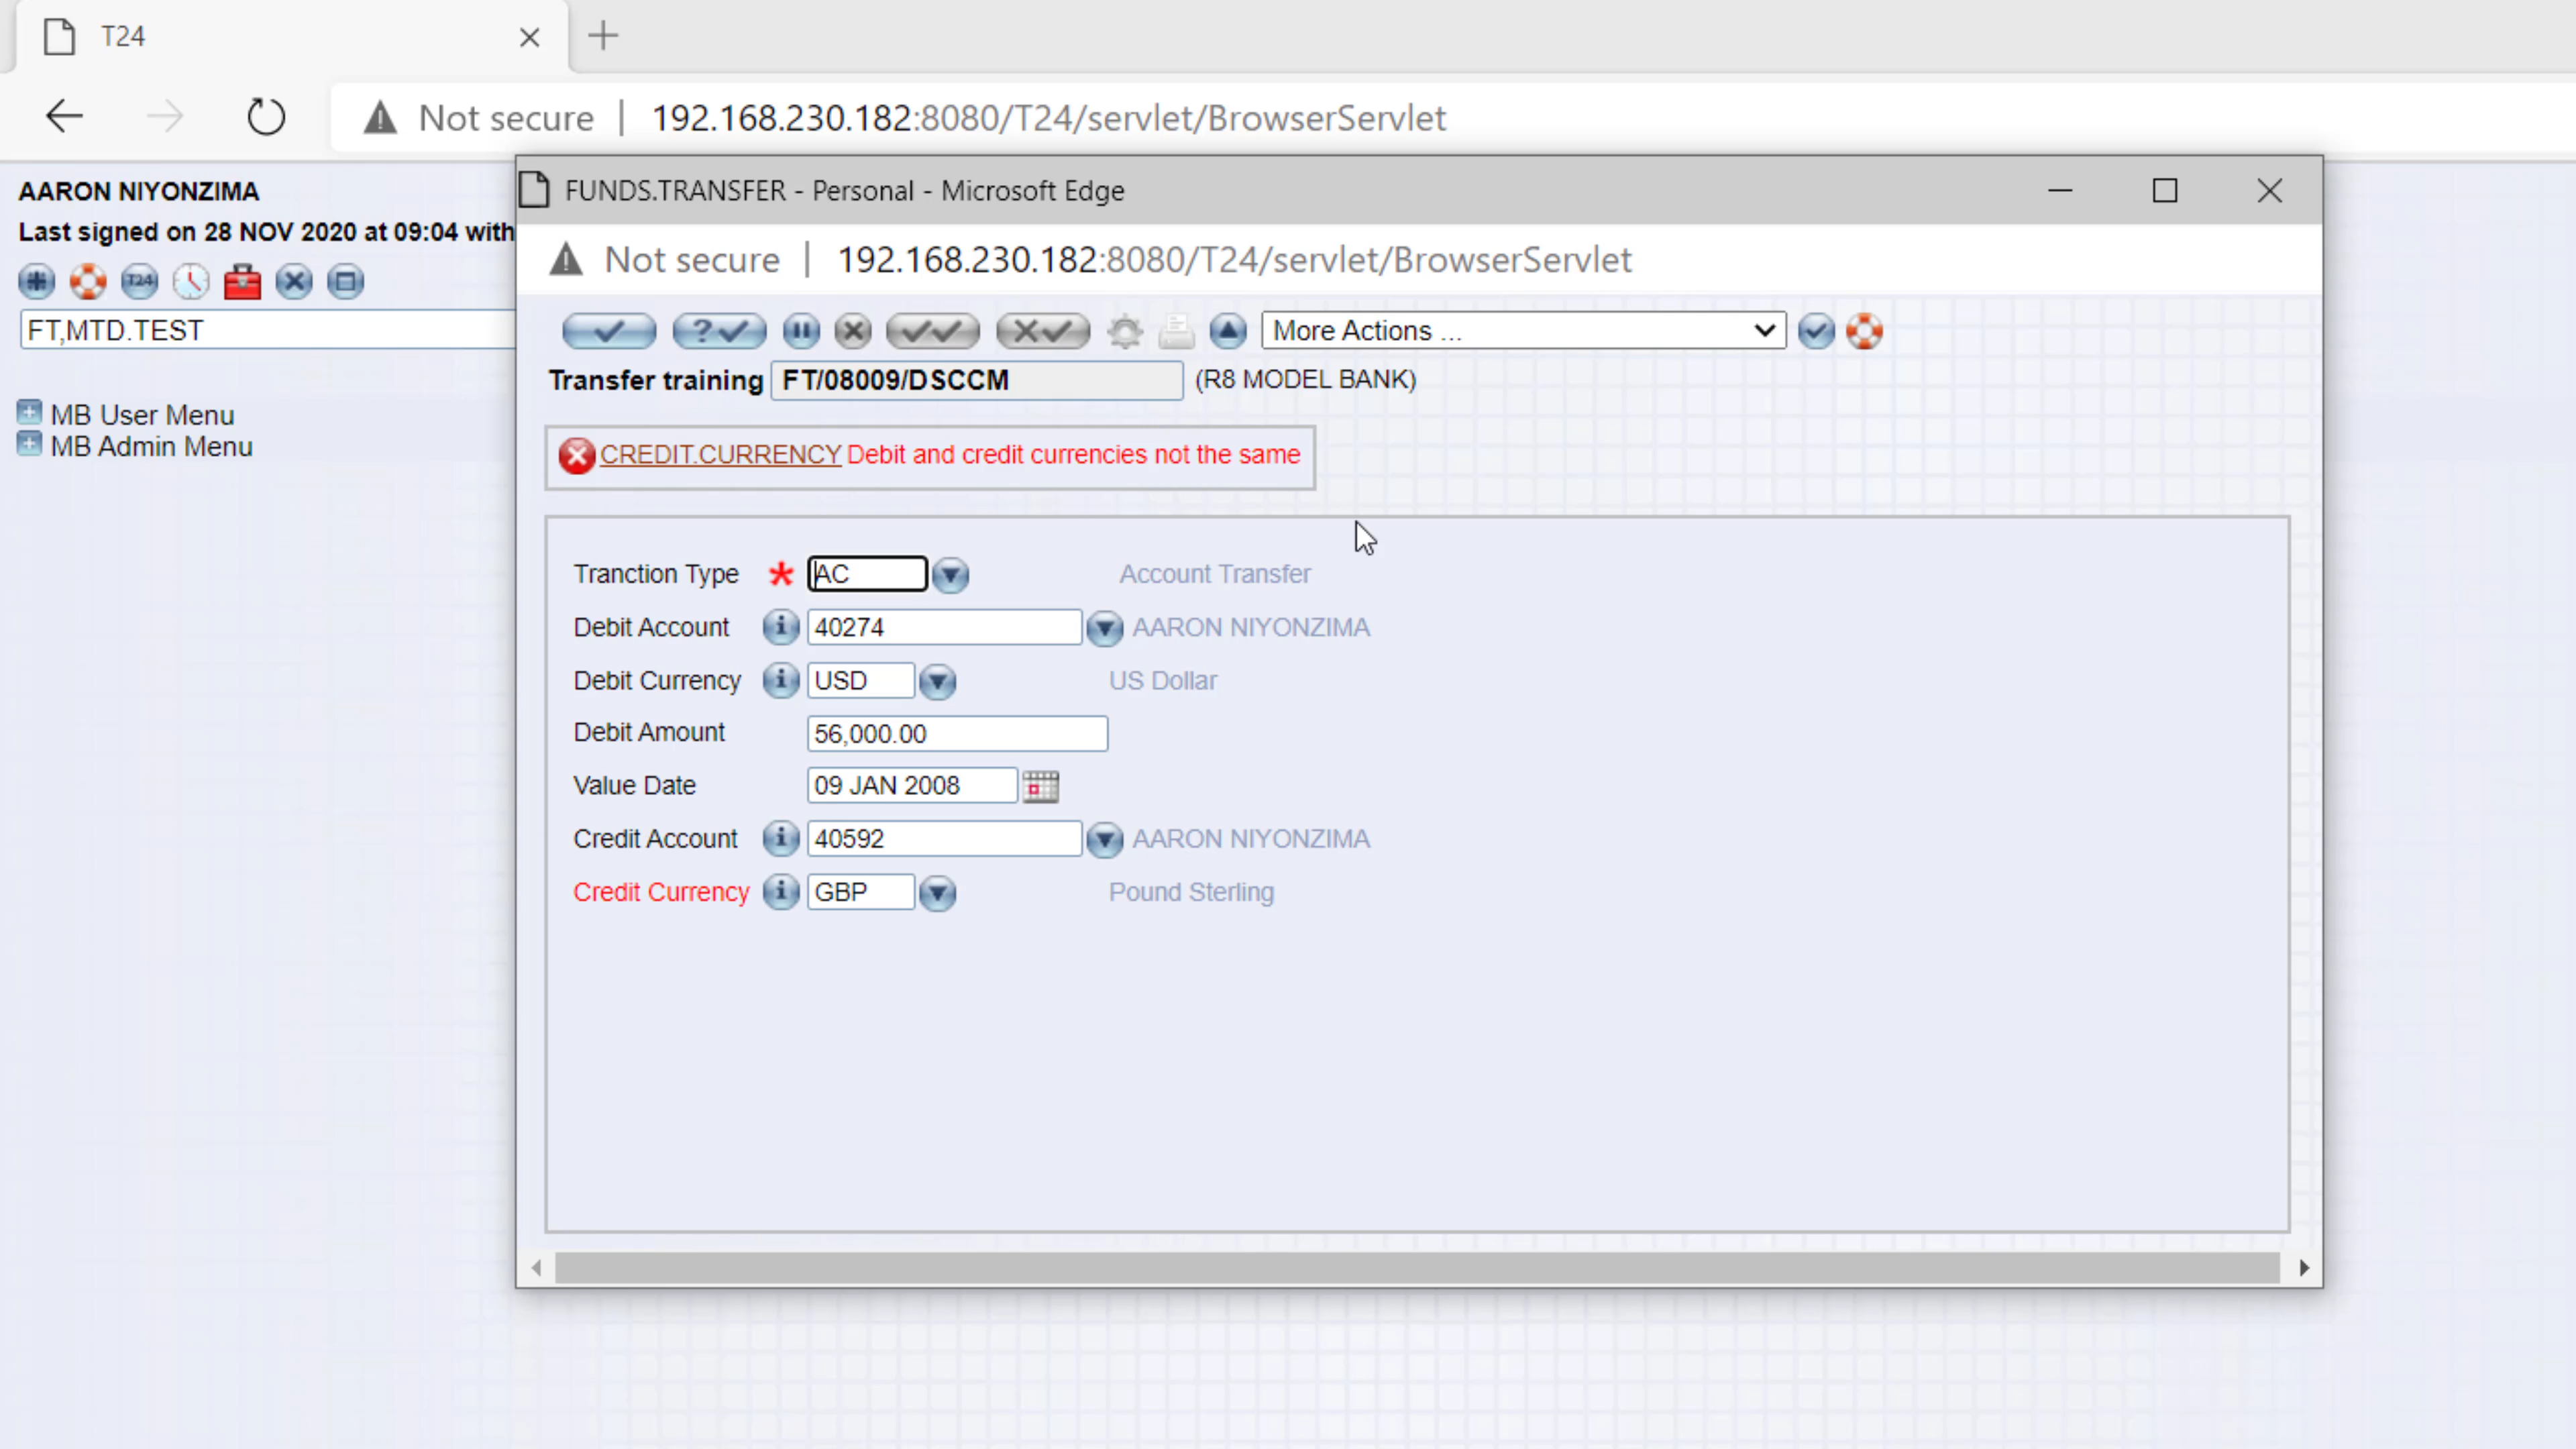 T24
Not secure | 192.168.230.182:8080/T24/servlet/BrowserServlet
AARON NIYONZIMA
Last signed on 28 NOV 2020 at 09:04 with
T24
FT,MTD.TEST
MB User Menu
MB Admin Menu
FUNDS.TRANSFER - Personal - Microsoft Edge
Not secure | 192.168.230.182:8080/T24/servlet/BrowserServlet
More Actions ...
Transfer training FT/08009/DSCCM (R8 MODEL BANK)
CREDIT.CURRENCY Debit and credit currencies not the same
Tranction Type * AC Account Transfer
Debit Account 40274 AARON NIYONZIMA
Debit Currency USD US Dollar
Debit Amount 56,000.00
Value Date 09 JAN 2008
Credit Account 40592 AARON NIYONZIMA
Credit Currency GBP Pound Sterling